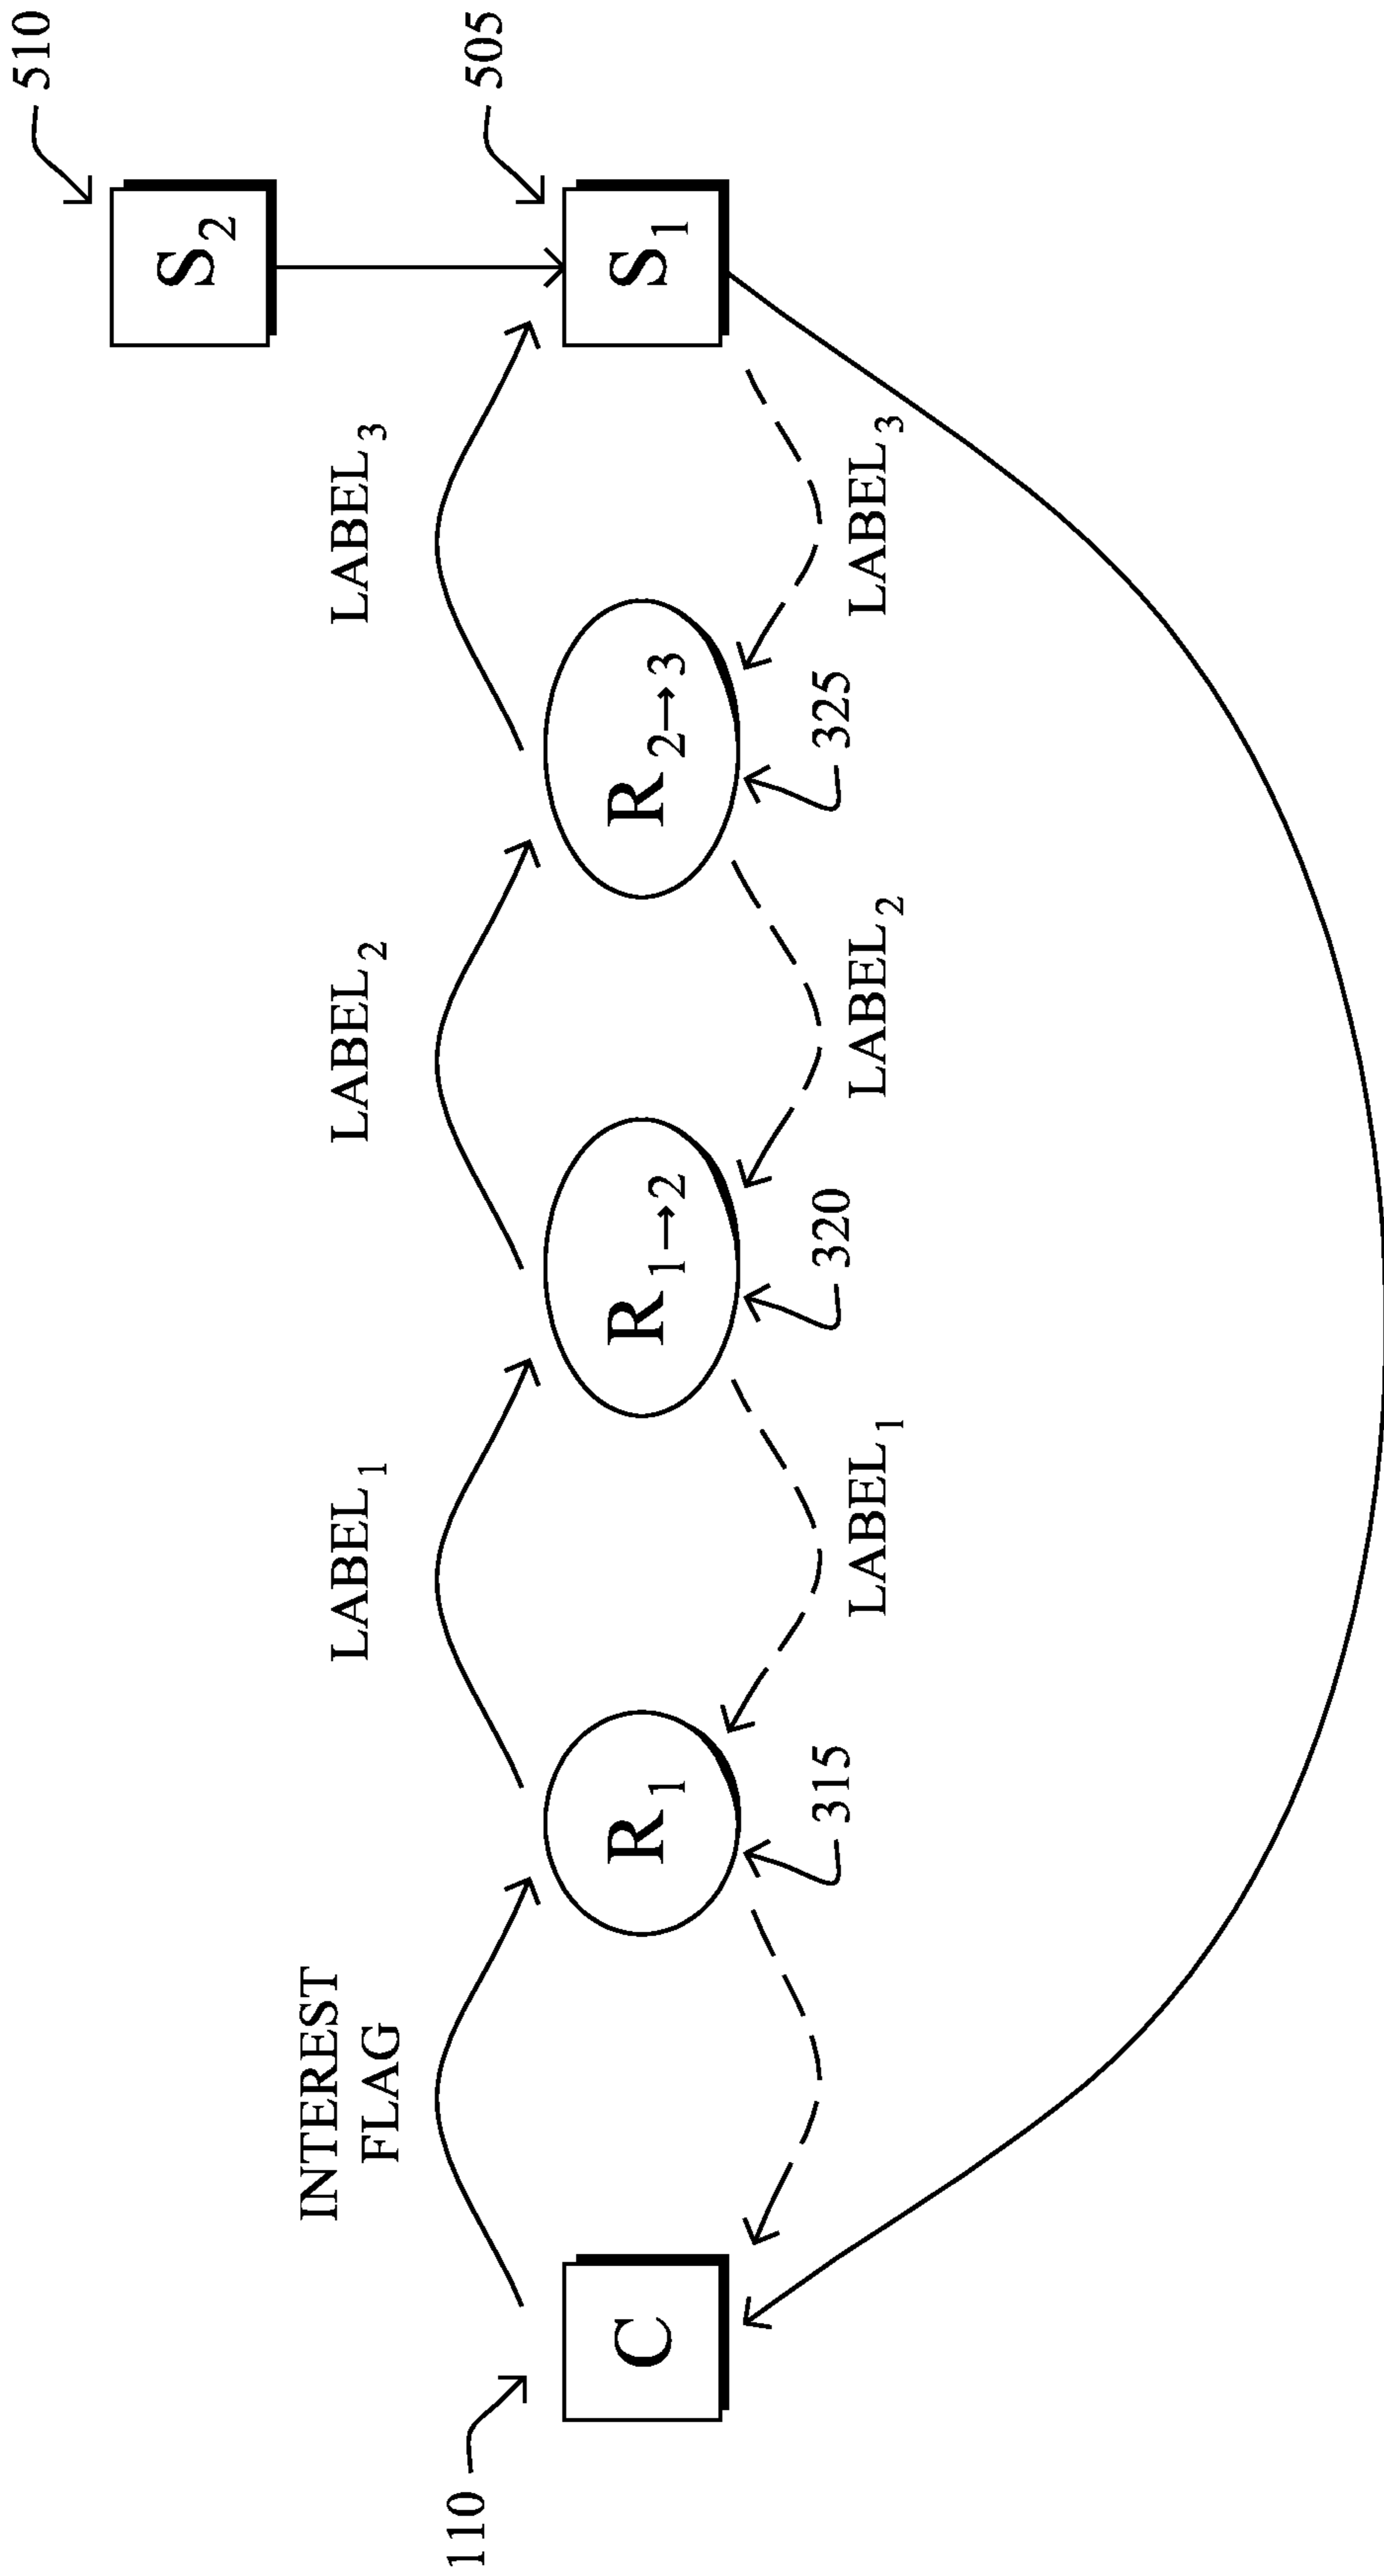 510
S2
505
S1
INTEREST
FLAG
LABEL1
LABEL2
LABEL3
110
C
R1
R1→2
R2→3
315
320
325
LABEL1
LABEL2
LABEL3